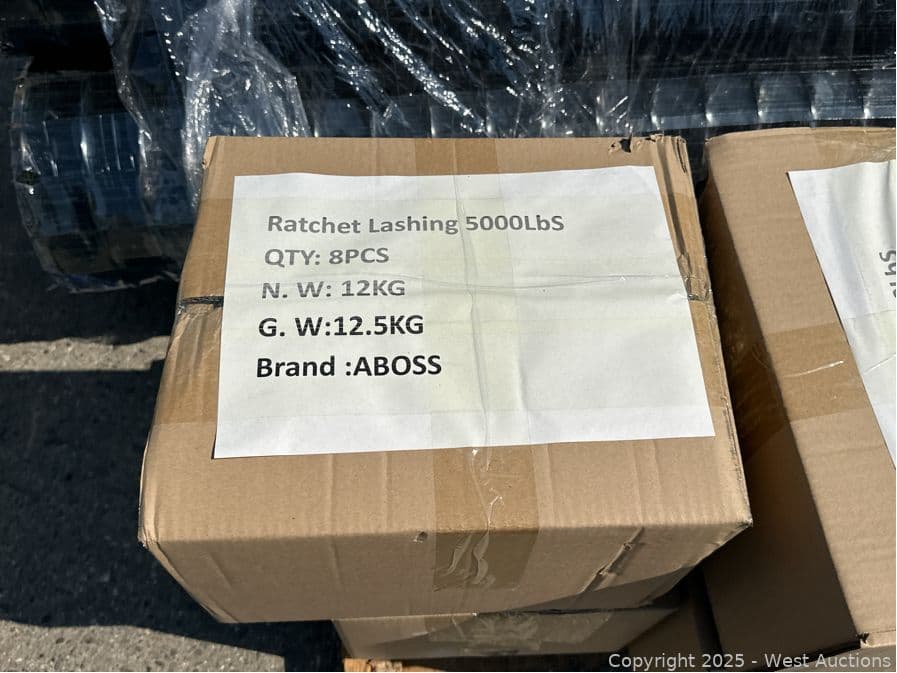 Ratchet Lashing 5000LbS
QTY: 8PCS
N. W: 12KG
G. W:12.5KG
Brand :ABOSS
Copyright 2025 - West Auctions